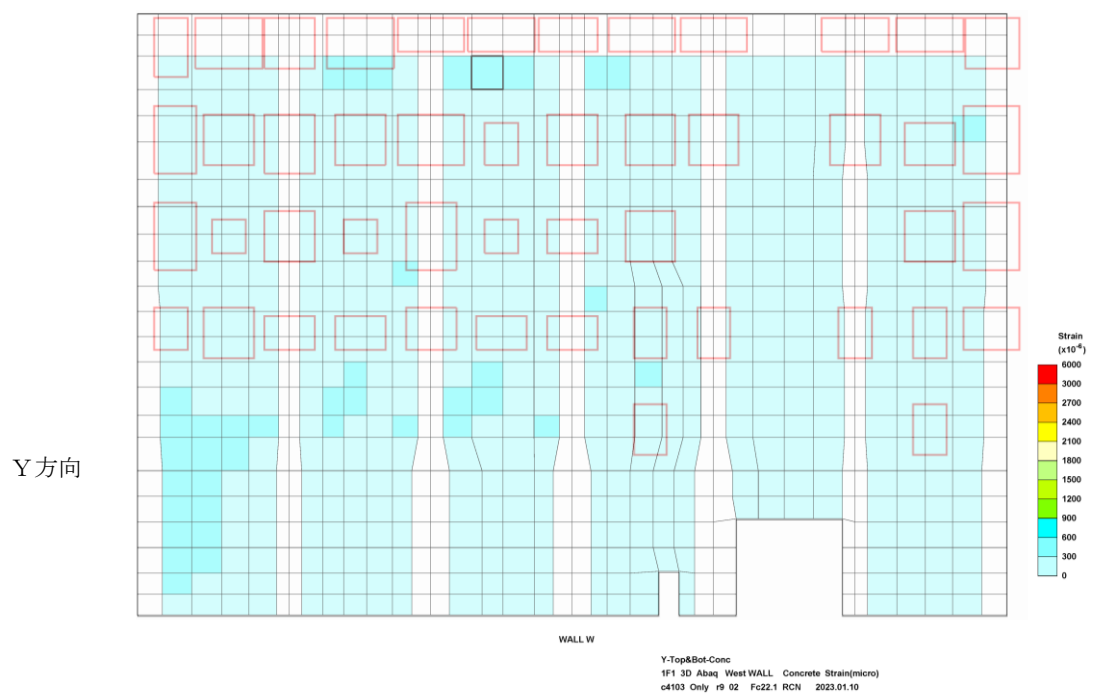 Strain
(x10⁻⁶)
6000
3000
2700
2400
2100
1800
1500
1200
900
600
300
0
Ｙ方向
WALL W
Y-Top&Bot-Conc
1F1 3D Abaq West WALL Concrete Strain(micro)
c4103 Only r9 02 Fc22.1 RCN 2023.01.10